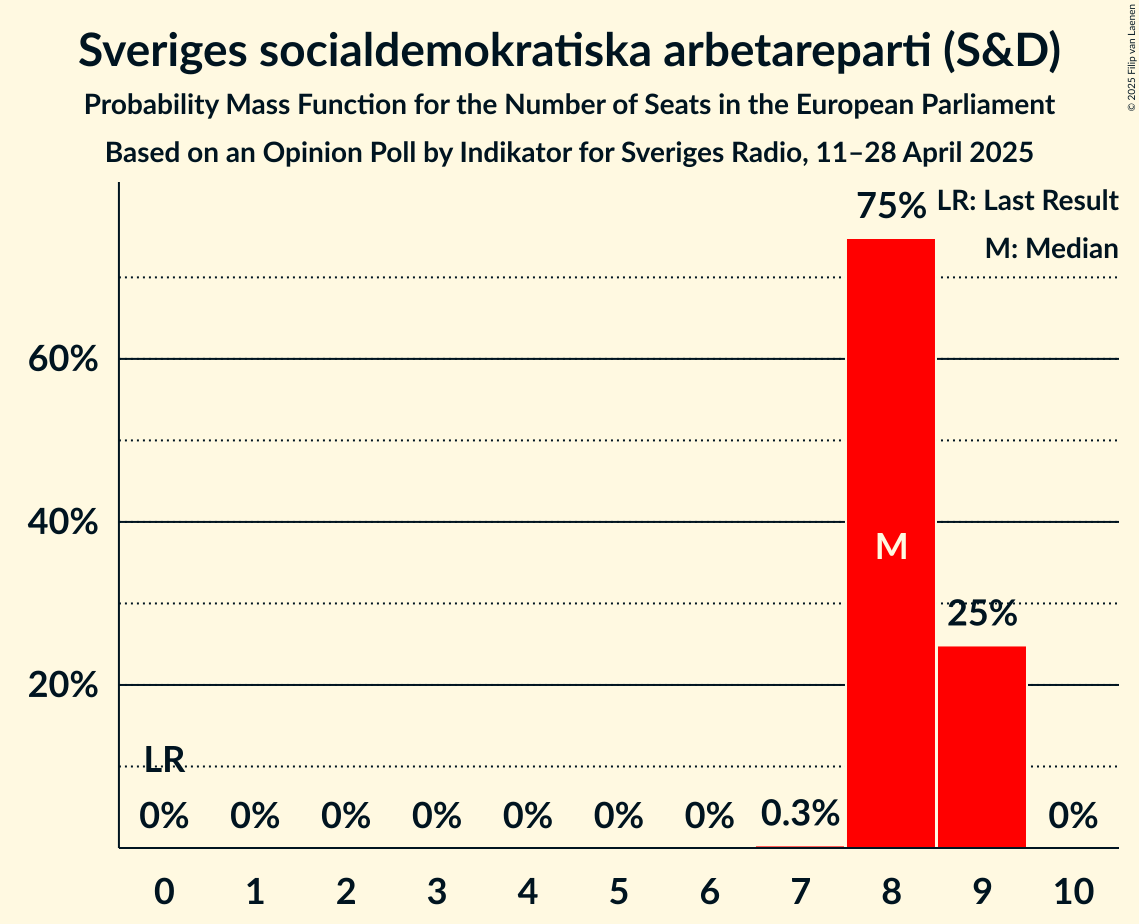 Sveriges socialdemokratiska arbetareparti (S&D)
Probability Mass Function for the Number of Seats in the European Parliament
Based on an Opinion Poll by Indikator for Sveriges Radio, 11–28 April 2025
© 2025 Filip van Laenen
75%
LR: Last Result
M: Median
60%
40%
M
25%
20%
LR
0% 0% 0% 0% 0% 0% 0% 0.3% 0%
0 1 2 3 4 5 6 7 8 9 10